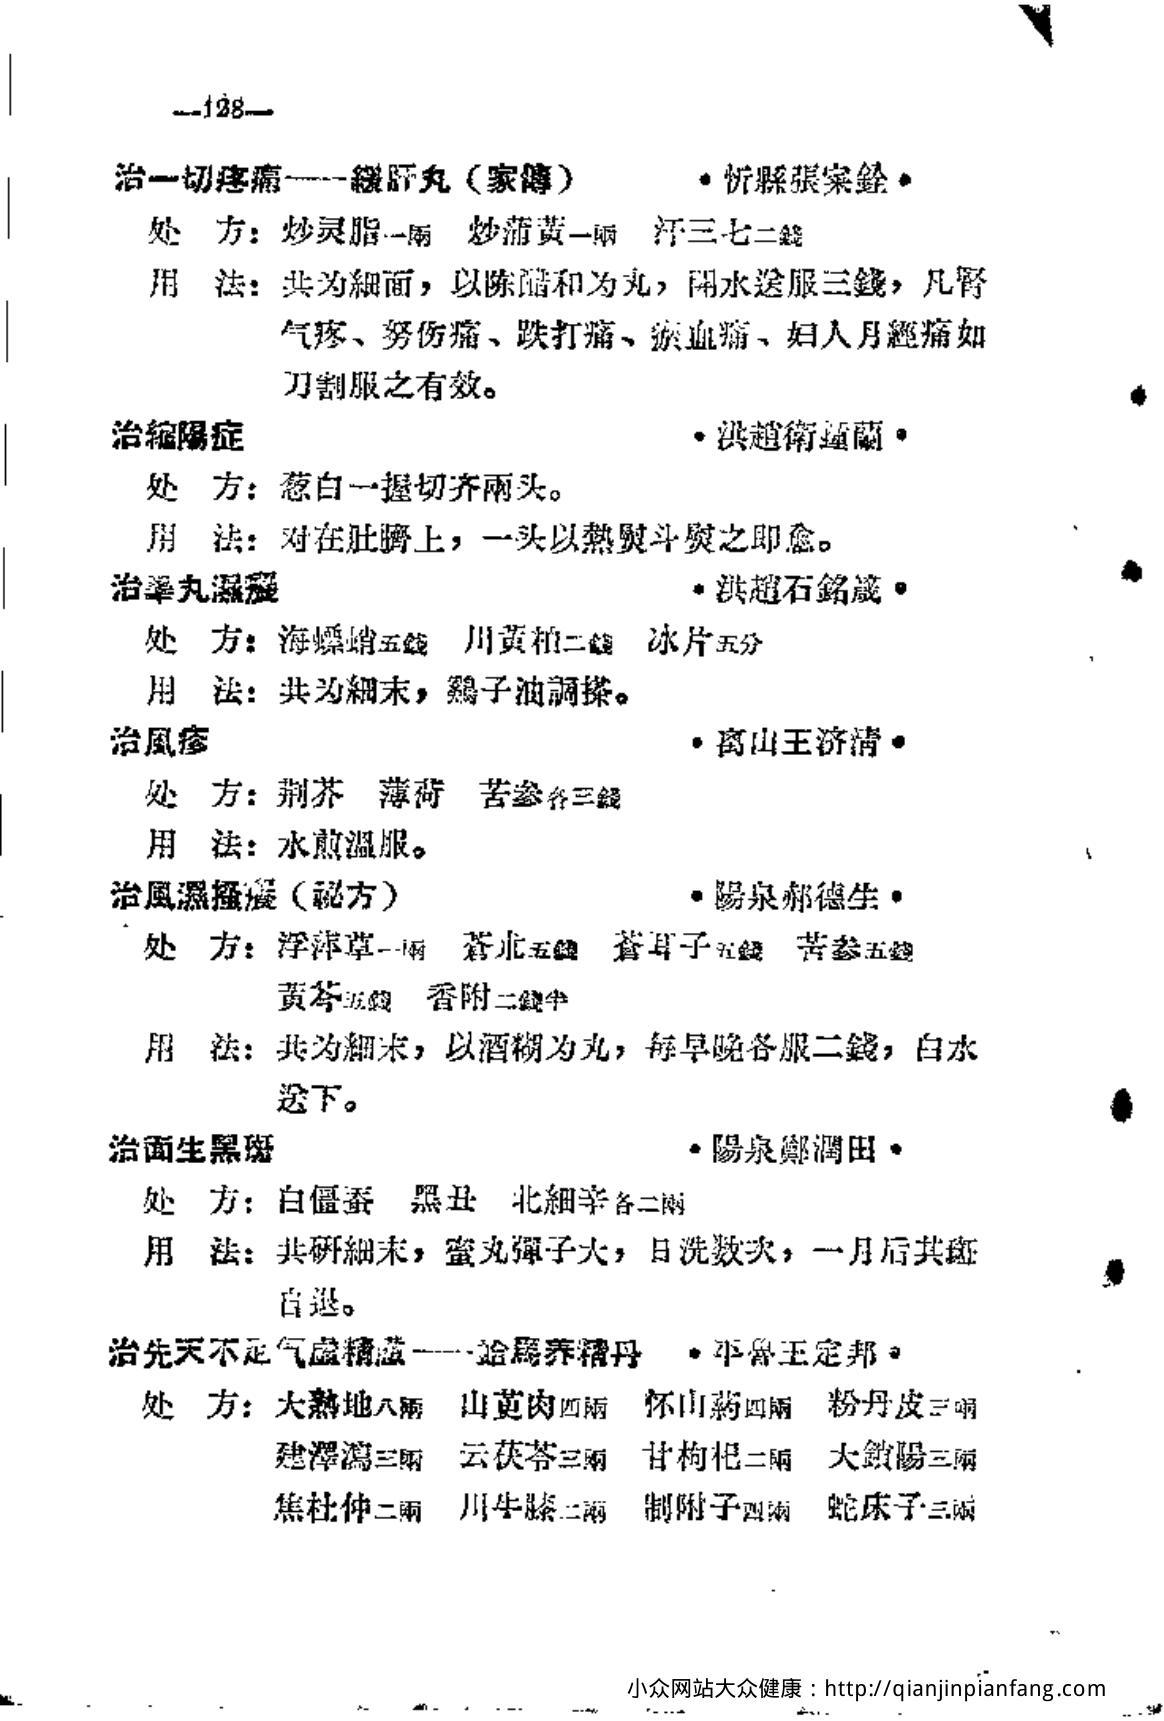 —128—
治一切疼痛——緩肝丸（家傳） •忻縣張宗銓•
处　方：炒灵脂一兩　炒蒲黃一兩　汗三七二錢
用　法：共为細面，以陈醋和为丸，開水送服三錢，凡腎
气疼、努伤痛、跌打痛、瘀血痛、妇人月經痛如
刀割服之有效。
治縮陽症 •洪趙衛蘭•
处　方：葱白一握切齐兩头。
用　法：对在肚臍上，一头以熱熨斗熨之即愈。
治睾丸濕癢 •洪趙石銘箴•
处　方：海螵蛸五錢　川黃柏二錢　冰片五分
用　法：共为細末，鷄子油調搽。
治風疹 •离山王济清•
处　方：荆芥　薄荷　苦參各三錢
用　法：水煎溫服。
治風濕搔癢（祕方） •陽泉郝德生•
处　方：浮萍草一兩　蒼朮五錢　蒼耳子五錢　苦参五錢
黃芩五錢　香附二錢半
用　法：共为細末，以酒糊为丸，每早晚各服二錢，白水
送下。
治面生黑斑 •陽泉鄭潤田•
处　方：白僵蚕　黑丑　北細辛各二兩
用　法：共研細末，蜜丸彈子大，日洗数次，一月后其斑
自退。
治先天不足气虛精虛——养精丹 •平魯王定邦•
处　方：大熟地八兩　山萸肉四兩　怀山药四兩　粉丹皮三兩
建澤瀉三兩　云茯苓三兩　甘枸杞二兩　大鎖陽三兩
焦杜仲二兩　川牛膝二兩　制附子四兩　蛇床子三兩
小众网站大众健康：http://qianjinpianfang.com